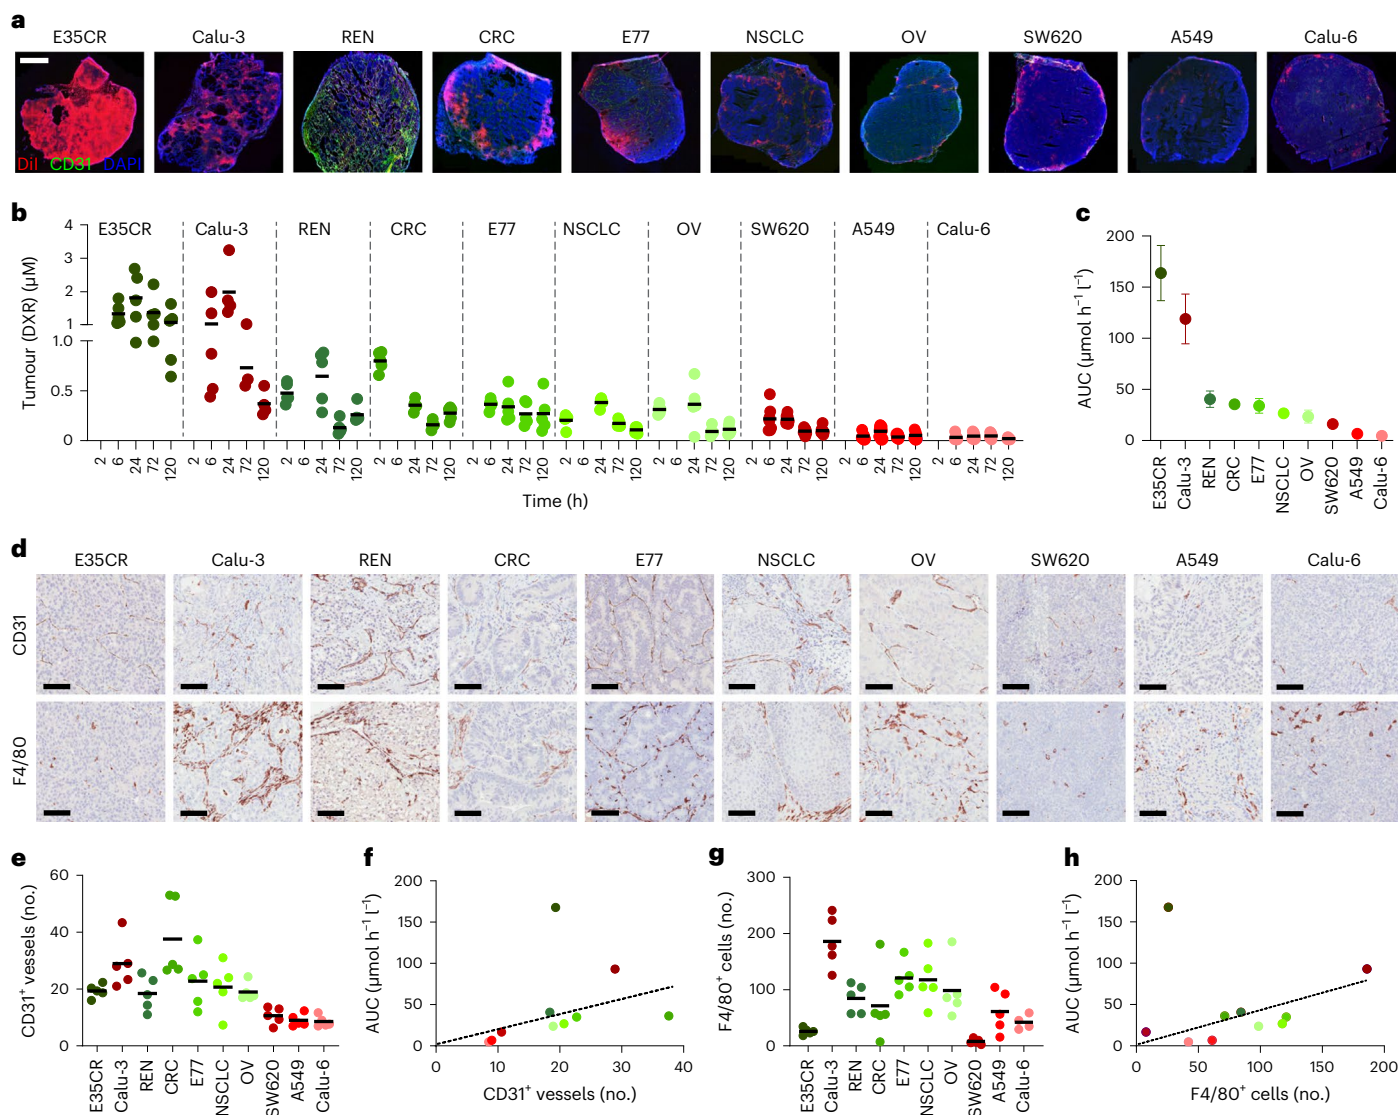 a
E35CR Calu-3 REN CRC E77 NSCLC OV SW620 A549 Calu-6
DiI CD31 DAPI
b
Tumour (DXR) (µM)
4
3
2
1
1.0
0.5
0
E35CR Calu-3 REN CRC E77 NSCLC OV SW620 A549 Calu-6
2 6 24 72 120 2 6 24 72 120 2 6 24 72 120 2 6 24 72 120 2 6 24 72 120 2 6 24 72 120 2 6 24 72 120 2 6 24 72 120 2 6 24 72 120 2 6 24 72 120
Time (h)
c
AUC (µmol h⁻¹ l⁻¹)
200
150
100
50
0
E35CR Calu-3 REN CRC E77 NSCLC OV SW620 A549 Calu-6
d
E35CR Calu-3 REN CRC E77 NSCLC OV SW620 A549 Calu-6
CD31
F4/80
e
CD31⁺ vessels (no.)
60
40
20
0
E35CR Calu-3 REN CRC E77 NSCLC OV SW620 A549 Calu-6
f
AUC (µmol h⁻¹ l⁻¹)
200
150
100
50
0
0 10 20 30 40
CD31⁺ vessels (no.)
g
F4/80⁺ cells (no.)
300
200
100
0
E35CR Calu-3 REN CRC E77 NSCLC OV SW620 A549 Calu-6
h
AUC (µmol h⁻¹ l⁻¹)
200
150
100
50
0
0 50 100 150 200
F4/80⁺ cells (no.)